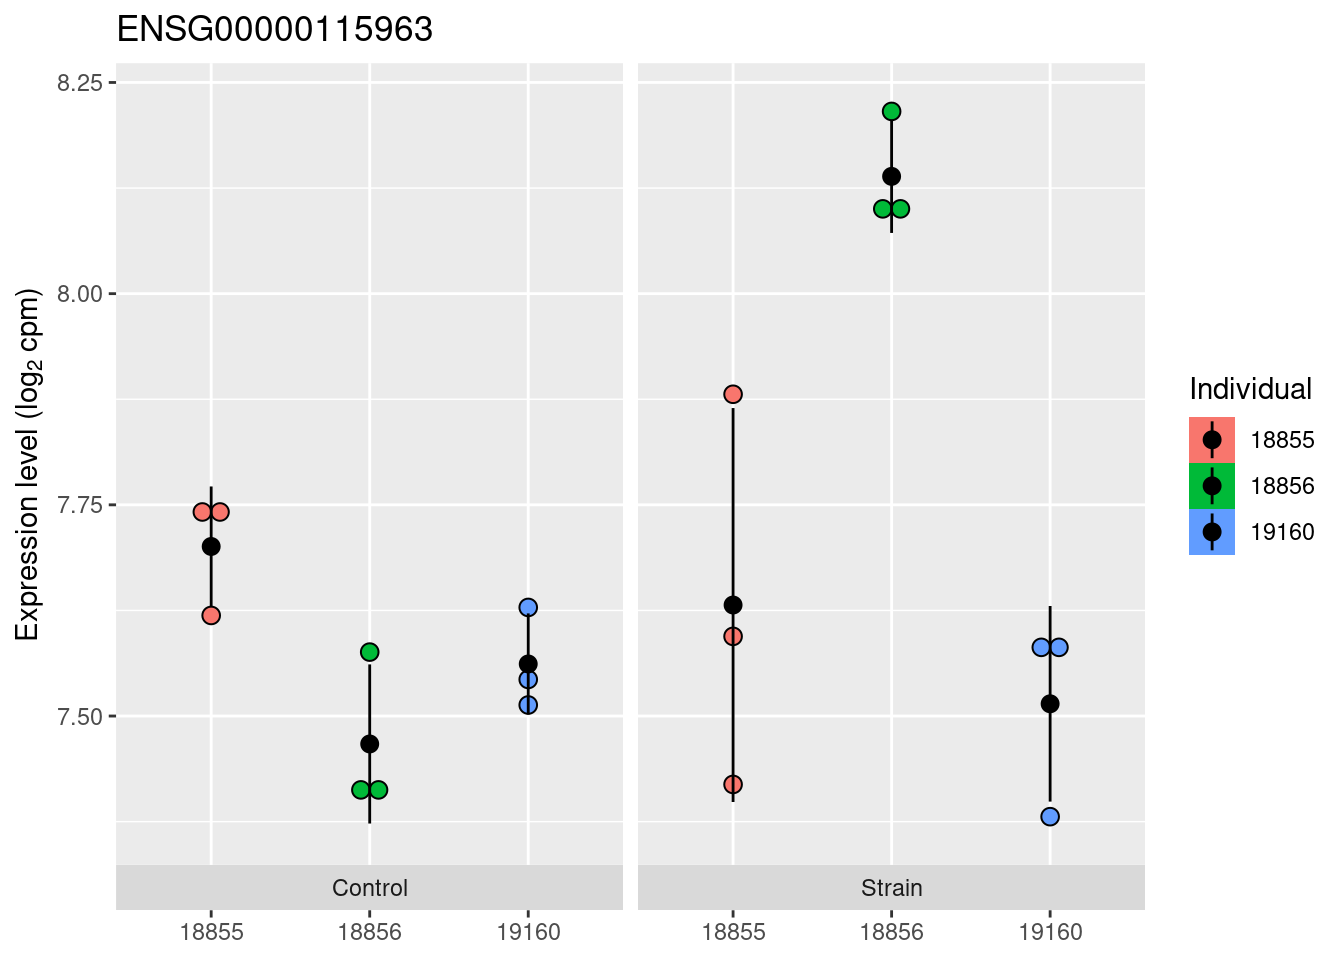 ENSG00000115963
8.25
8.00
7.75
7.50
Expression level (log₂ cpm)
Control
Strain
18855
18856
19160
18855
18856
19160
Individual
18855
18856
19160